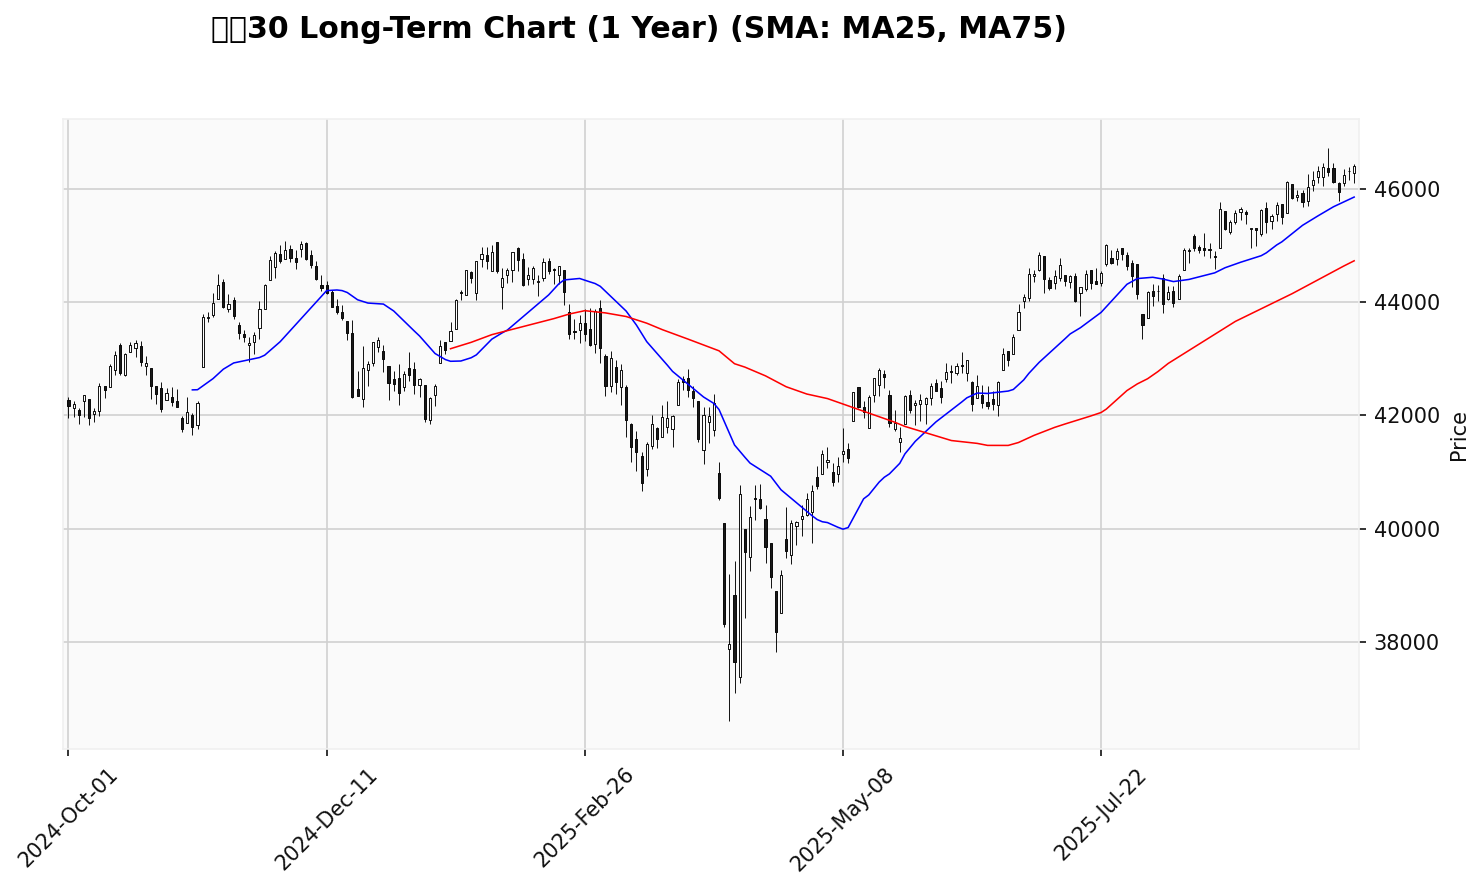 30 Long-Term Chart (1 Year) (SMA: MA25, MA75)
46000
44000
42000
40000
38000
Price
2024-Oct-01
2024-Dec-11
2025-Feb-26
2025-May-08
2025-Jul-22